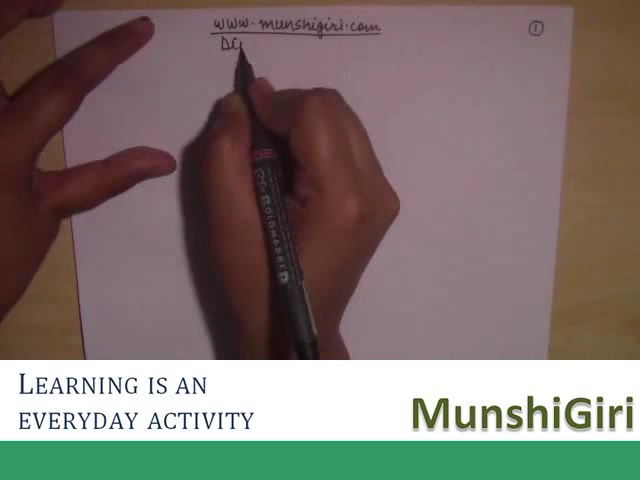 www.munshigiri.com
1
LEARNING IS AN
EVERYDAY ACTIVITY
MunshiGiri